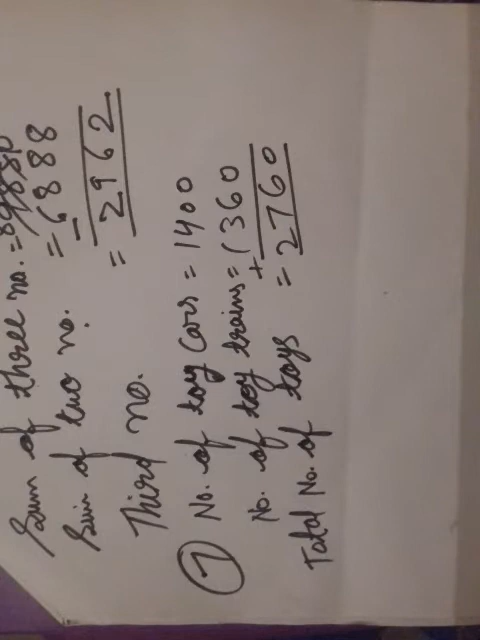 Sum of three no. =
Sum of two no. = - 6888
Third no. = 2962
7 No. of toy Cars = 1400
No. of toy trains = + 1360
Total No. of toys = 2760